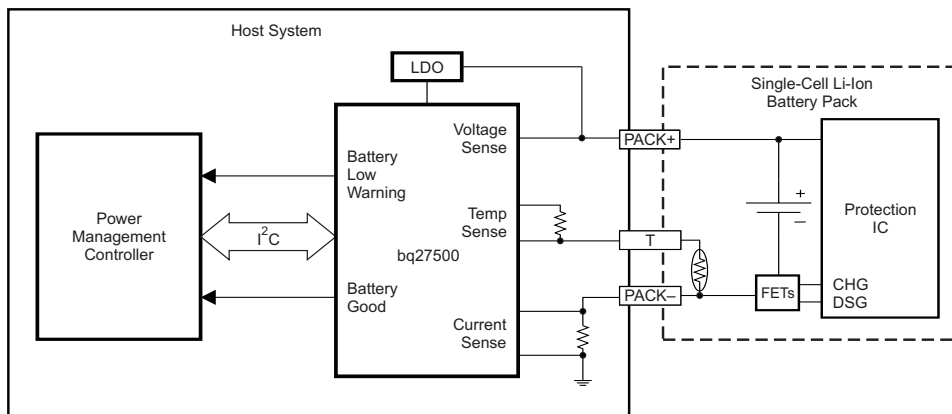 Host System
LDO
Single-Cell Li-Ion
Battery Pack
Voltage
Sense
PACK+
Battery
Low
Warning
Power
Management
Controller
I²C
Temp
Sense
bq27500
T
+
–
Protection
IC
Battery
Good
PACK–
FETs
CHG
DSG
Current
Sense